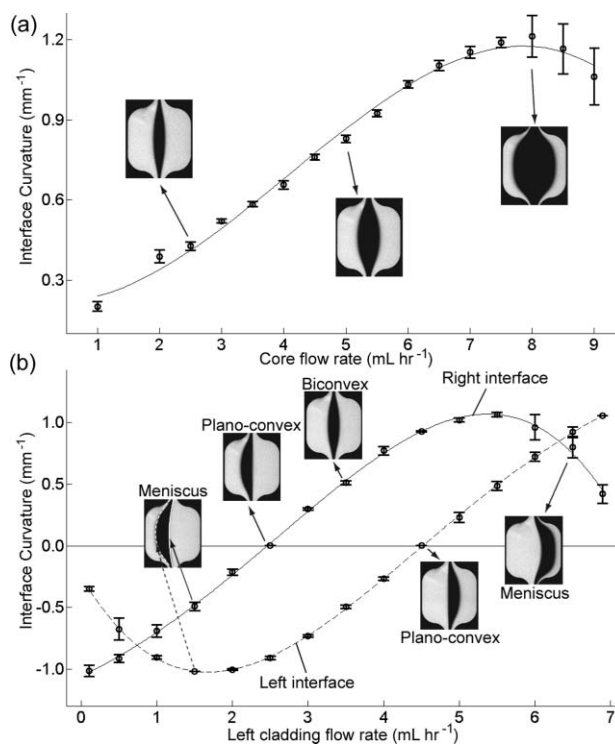 (a)
Interface Curvature (mm⁻¹)
1.2
0.9
0.6
0.3
1 2 3 4 5 6 7 8 9
Core flow rate (mL hr⁻¹)
(b)
Interface Curvature (mm⁻¹)
1.0
0.5
0.0
-0.5
-1.0
Biconvex
Right interface
Plano-convex
Meniscus
Meniscus
Plano-convex
Left interface
0 1 2 3 4 5 6 7
Left cladding flow rate (mL hr⁻¹)